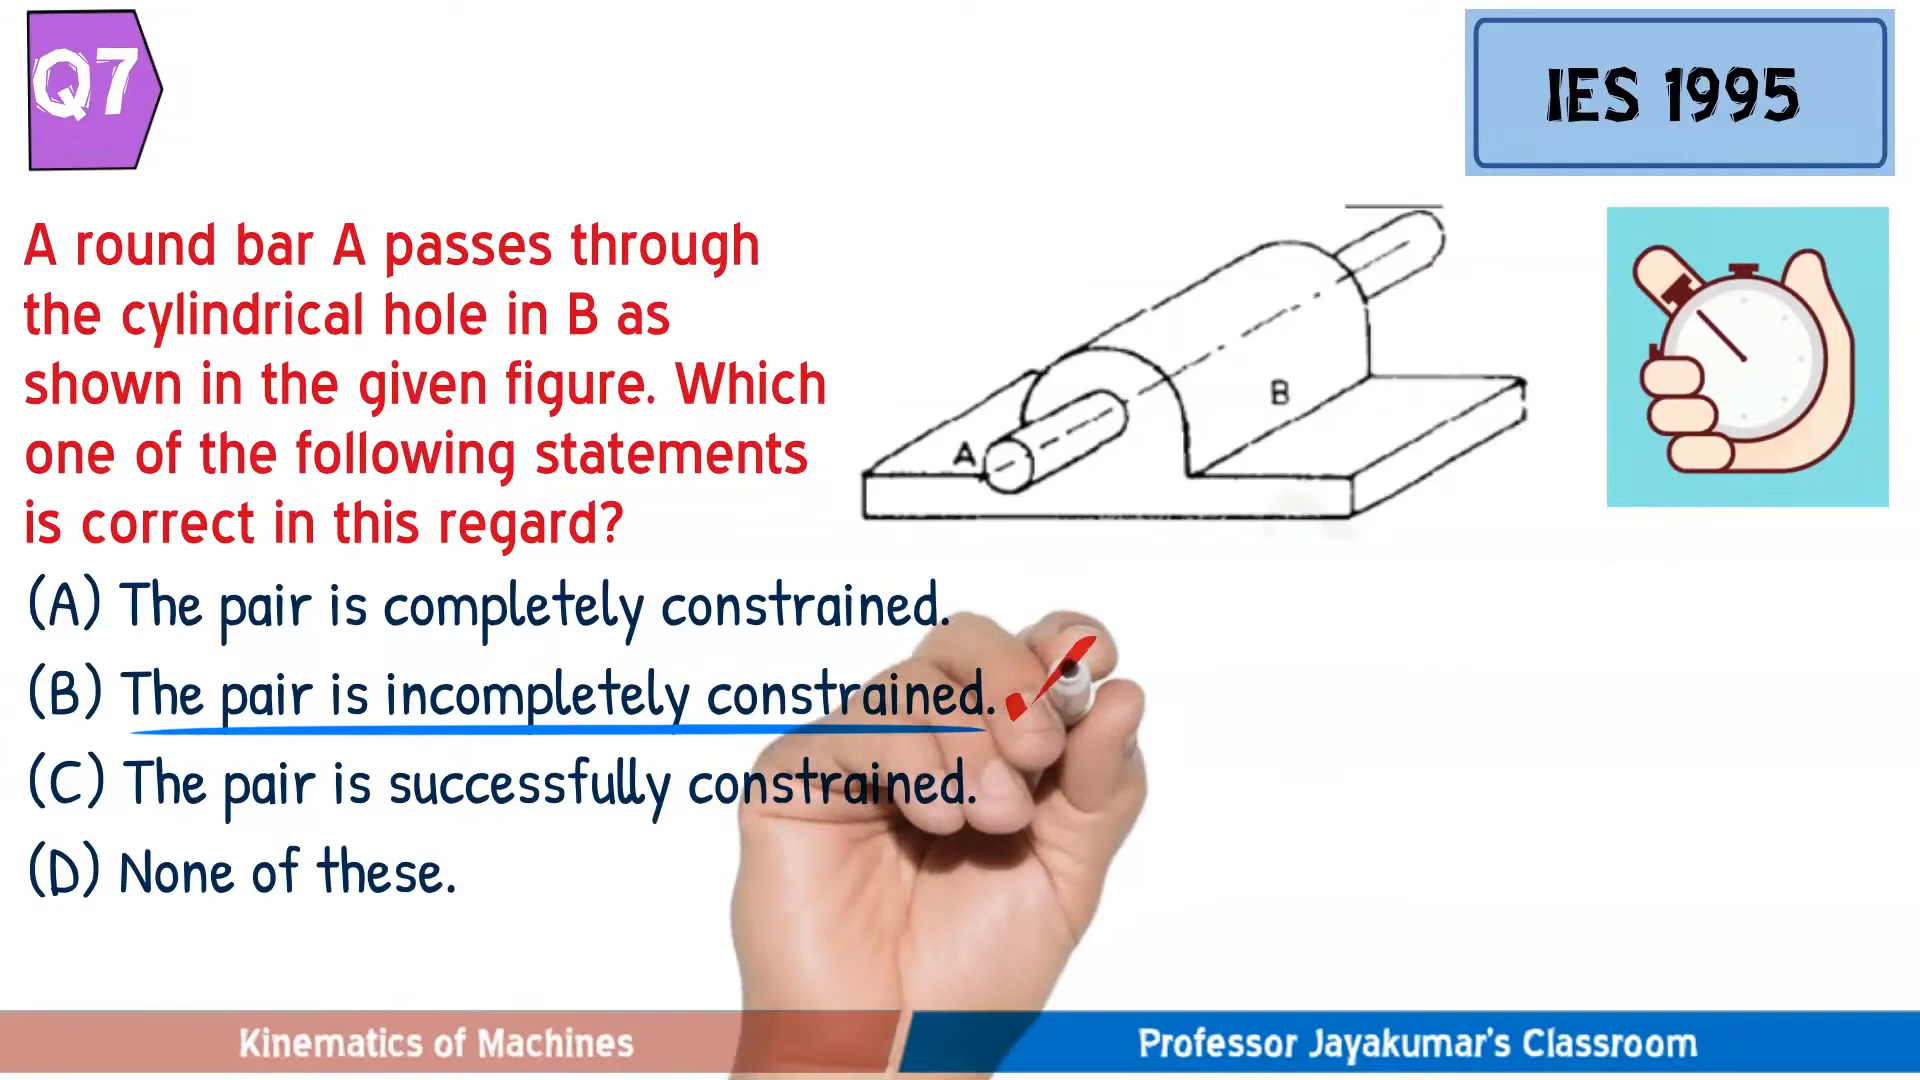 Q7
IES 1995
A round bar A passes through
the cylindrical hole in B as
shown in the given figure. Which
one of the following statements
is correct in this regard?
A
B
(A) The pair is completely constrained.
(B) The pair is incompletely constrained.
(C) The pair is successfully constrained.
(D) None of these.
Kinematics of Machines
Professor Jayakumar's Classroom